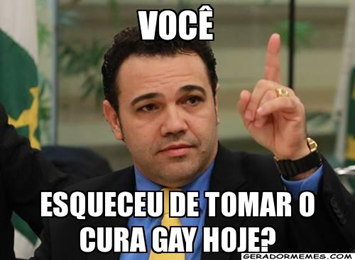 VOCÊ
ESQUECEU DE TOMAR O
CURA GAY HOJE?
GERADORMEMES.COM